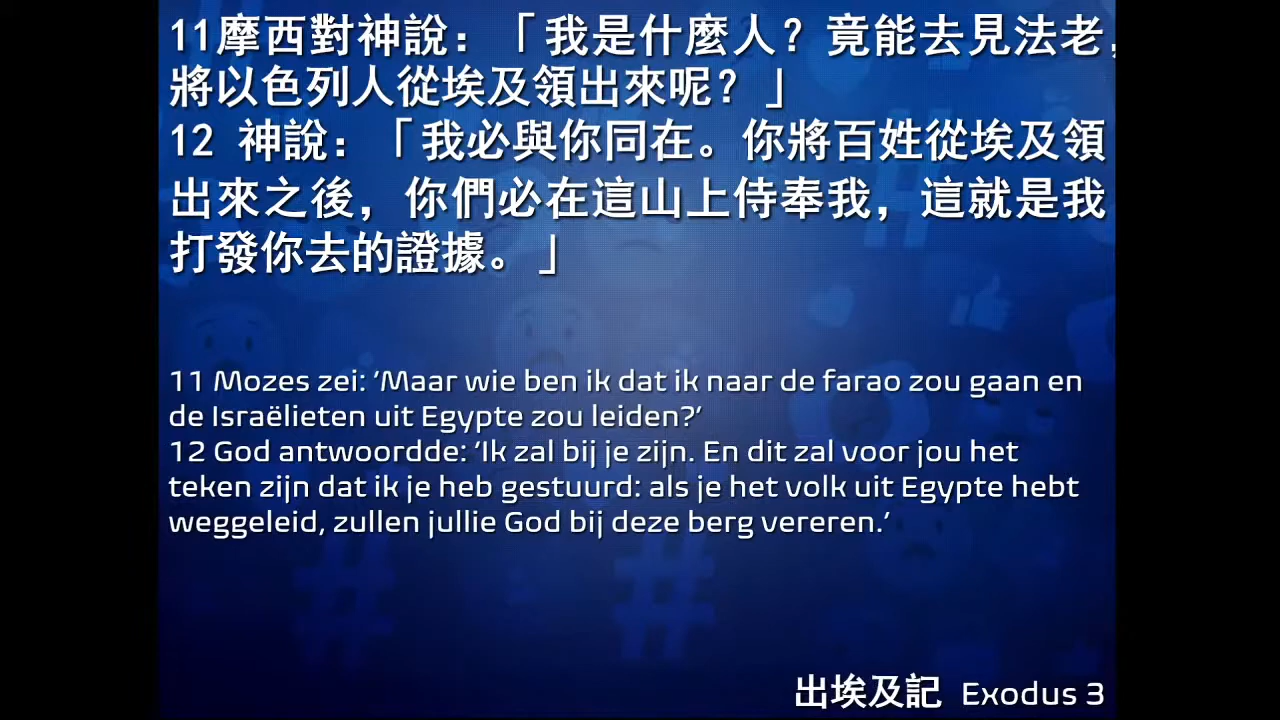 11摩西對神說：「我是什麼人？竟能去見法老，
將以色列人從埃及領出來呢？」
12 神說：「我必與你同在。你將百姓從埃及領
出來之後，你們必在這山上侍奉我，這就是我
打發你去的證據。」
11 Mozes zei: ‘Maar wie ben ik dat ik naar de farao zou gaan en
de Israëlieten uit Egypte zou leiden?’
12 God antwoordde: ‘Ik zal bij je zijn. En dit zal voor jou het
teken zijn dat ik je heb gestuurd: als je het volk uit Egypte hebt
weggeleid, zullen jullie God bij deze berg vereren.’
出埃及記 Exodus 3